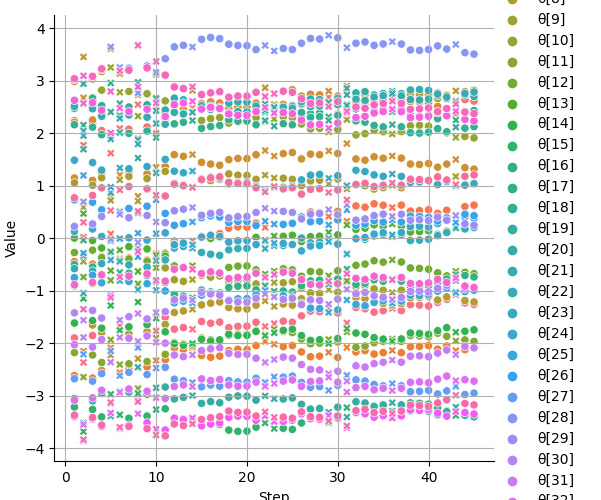 4
3
2
1
0
−1
−2
−3
−4
Value
0
10
20
30
40
Step
θ[8]
θ[9]
θ[10]
θ[11]
θ[12]
θ[13]
θ[14]
θ[15]
θ[16]
θ[17]
θ[18]
θ[19]
θ[20]
θ[21]
θ[22]
θ[23]
θ[24]
θ[25]
θ[26]
θ[27]
θ[28]
θ[29]
θ[30]
θ[31]
θ[32]